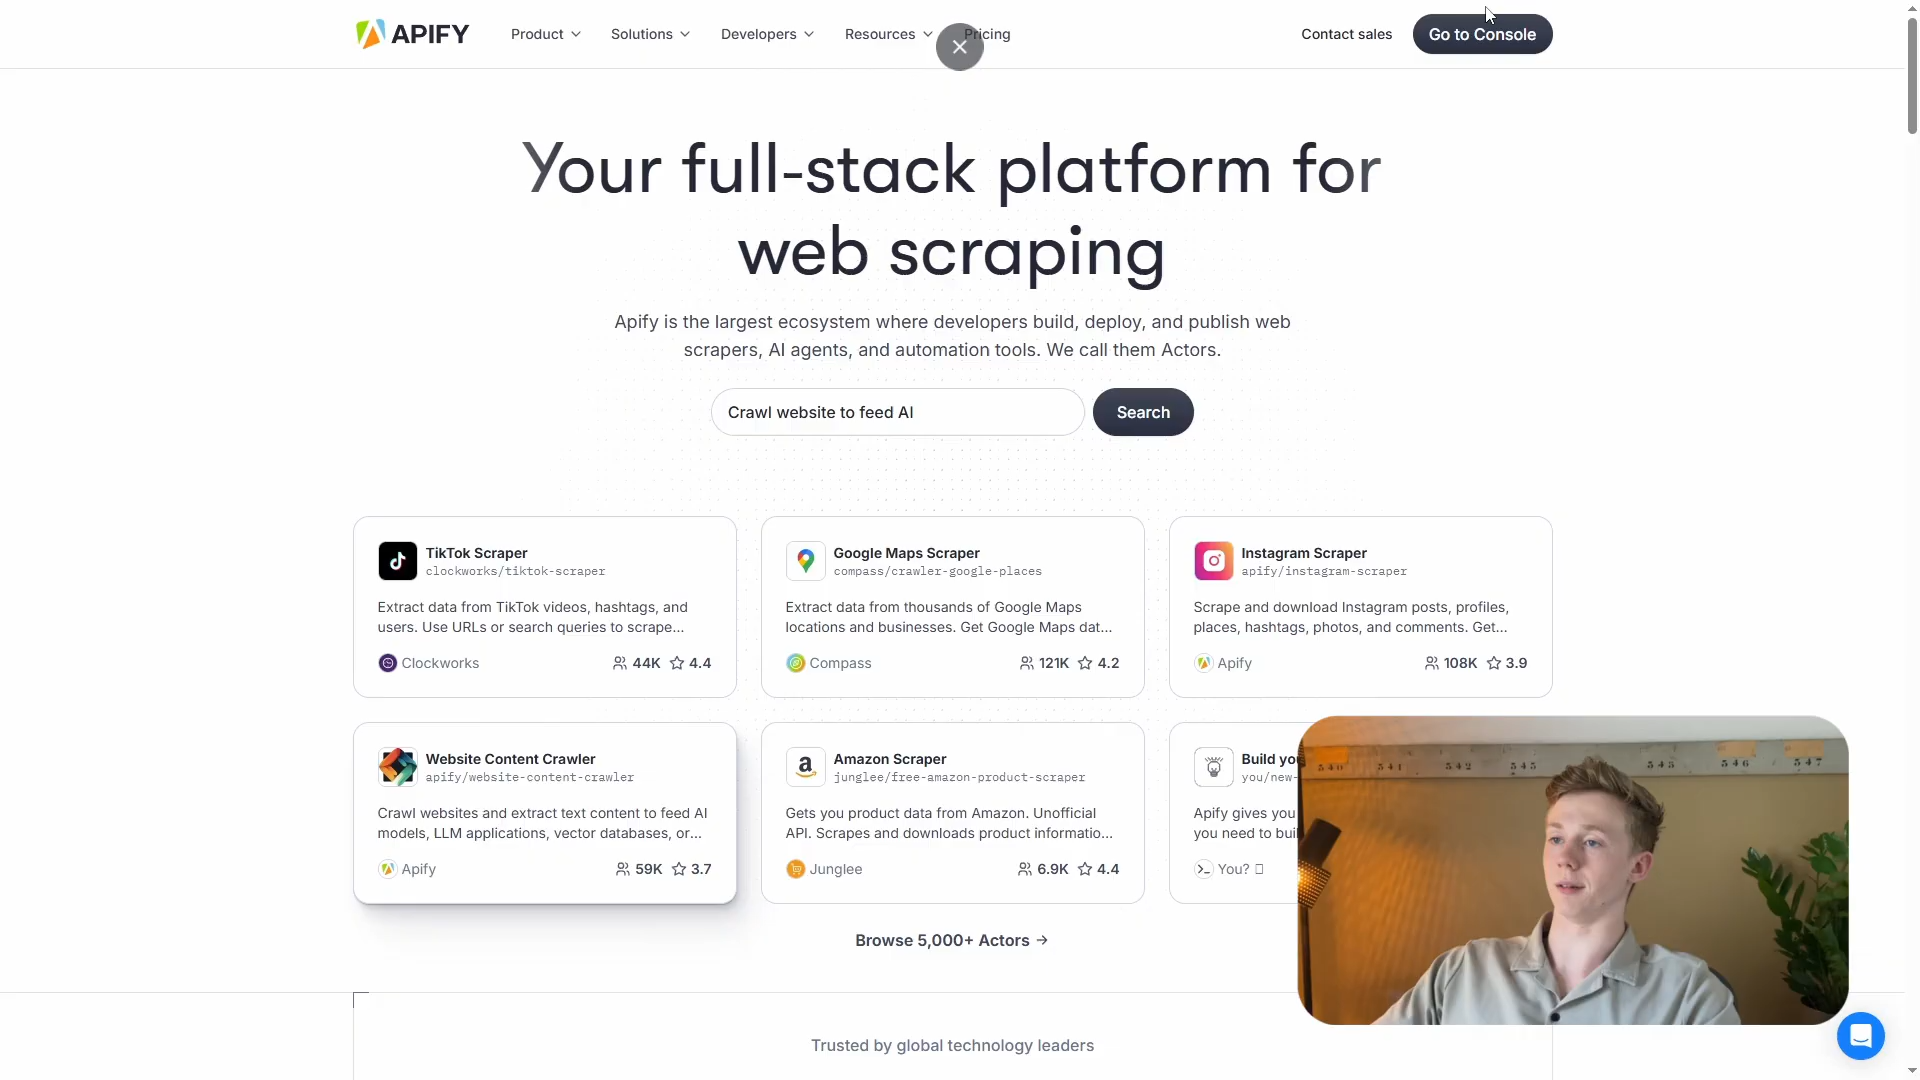 APIFY
Product
Solutions
Developers
Resources
Pricing
Contact sales
Go to Console
Your full-stack platform for
web scraping
Apify is the largest ecosystem where developers build, deploy, and publish web
scrapers, AI agents, and automation tools. We call them Actors.
Crawl website to feed AI
Search
TikTok Scraper
clockworks/tiktok-scraper
Extract data from TikTok videos, hashtags, and
users. Use URLs or search queries to scrape...
Clockworks
44K
4.4
Google Maps Scraper
compass/crawler-google-places
Extract data from thousands of Google Maps
locations and businesses. Get Google Maps dat...
Compass
121K
4.2
Instagram Scraper
apify/instagram-scraper
Scrape and download Instagram posts, profiles,
places, hashtags, photos, and comments. Get...
Apify
108K
3.9
Website Content Crawler
apify/website-content-crawler
Crawl websites and extract text content to feed AI
models, LLM applications, vector databases, or...
Apify
59K
3.7
Amazon Scraper
junglee/free-amazon-product-scraper
Gets you product data from Amazon. Unofficial
API. Scrapes and downloads product informatio...
Junglee
6.9K
4.4
Build you
you/new-
Apify gives you
you need to buil
You?
Browse 5,000+ Actors →
Trusted by global technology leaders